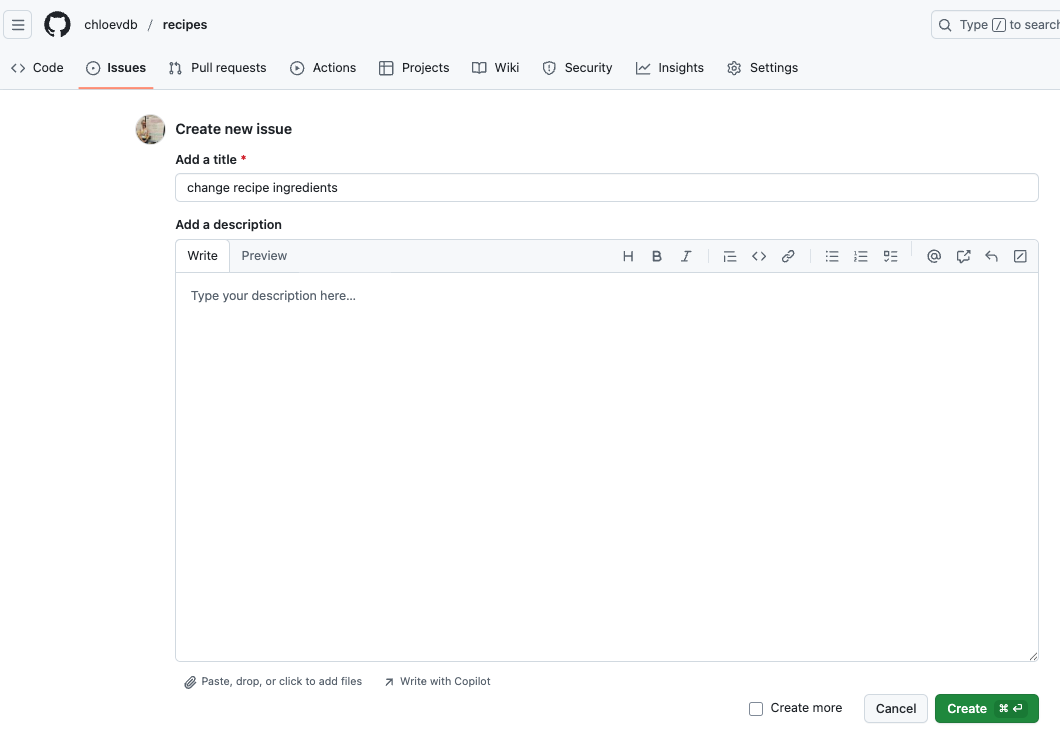 chloevdb / recipes
Type / to search
Code Issues Pull requests Actions Projects Wiki Security Insights Settings
Create new issue
Add a title *
change recipe ingredients
Add a description
Write Preview H B I
Type your description here...
Paste, drop, or click to add files Write with Copilot
Create more Cancel Create ⌘ ↵